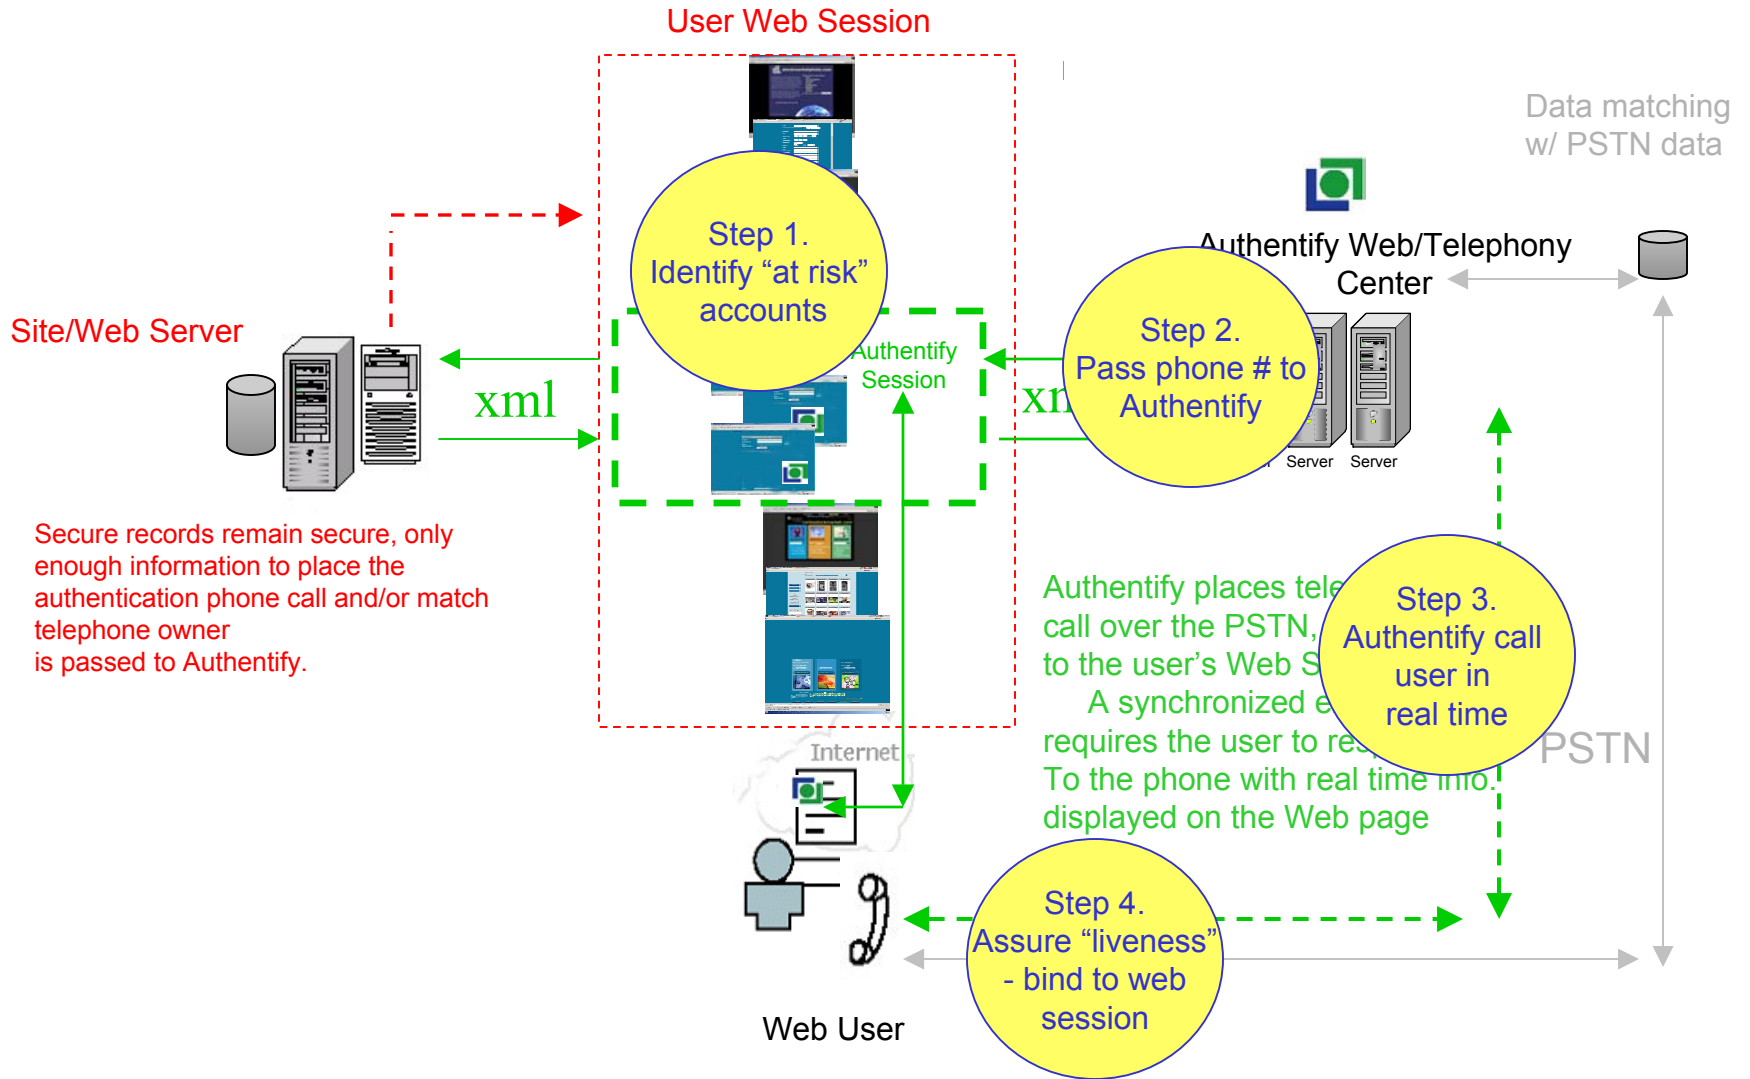 User Web Session
Data matching
w/ PSTN data
Step 1.
Identify “at risk”
accounts
Authentify Web/Telephony
Center
Site/Web Server
Step 2.
Pass phone # to
Authentify
Authentify
Session
xml
Server
Server
Secure records remain secure, only
enough information to place the
authentication phone call and/or match
telephone owner
is passed to Authentify.
Authentify places
call over the PSTN,
to the user’s Web
A synchronized
requires the user to
To the phone with real time info.
displayed on the Web page
Step 3.
Authentify call
user in
real time
PSTN
Internet
Step 4.
Assure “liveness”
- bind to web
session
Web User